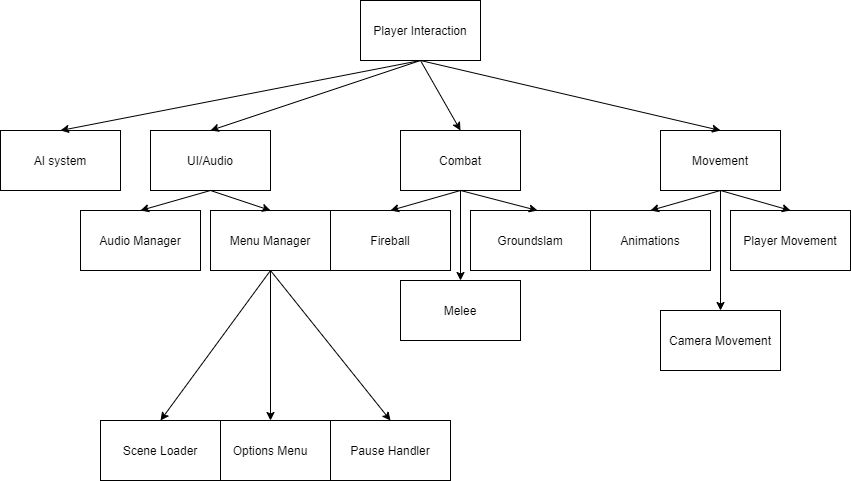 Player Interaction
AI system
UI/Audio
Combat
Movement
Audio Manager
Menu Manager
Fireball
Groundslam
Animations
Player Movement
Melee
Camera Movement
Scene Loader
Options Menu
Pause Handler